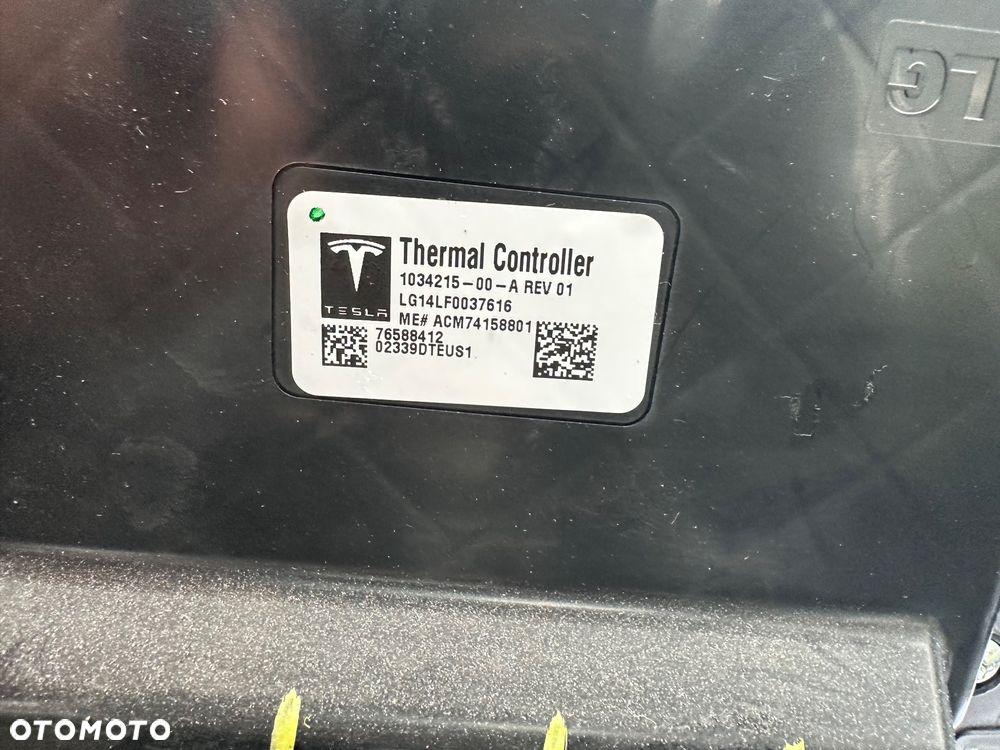 LG
TESLA
Thermal Controller
1034215-00-A REV 01
LG14LF0037616
ME# ACM74158801
76588412
02339DTEUS1
OTOMOTO